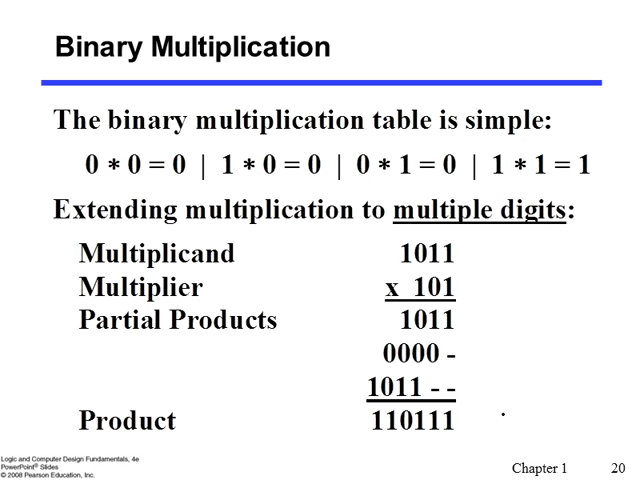 Binary Multiplication
The binary multiplication table is simple:
0 * 0 = 0 | 1 * 0 = 0 | 0 * 1 = 0 | 1 * 1 = 1
Extending multiplication to multiple digits:
Multiplicand 1011
Multiplier x 101
Partial Products 1011
0000 -
1011 - -
Product 110111 .
Logic and Computer Design Fundamentals, 4e
PowerPoint® Slides
© 2008 Pearson Education, Inc.
Chapter 1 20